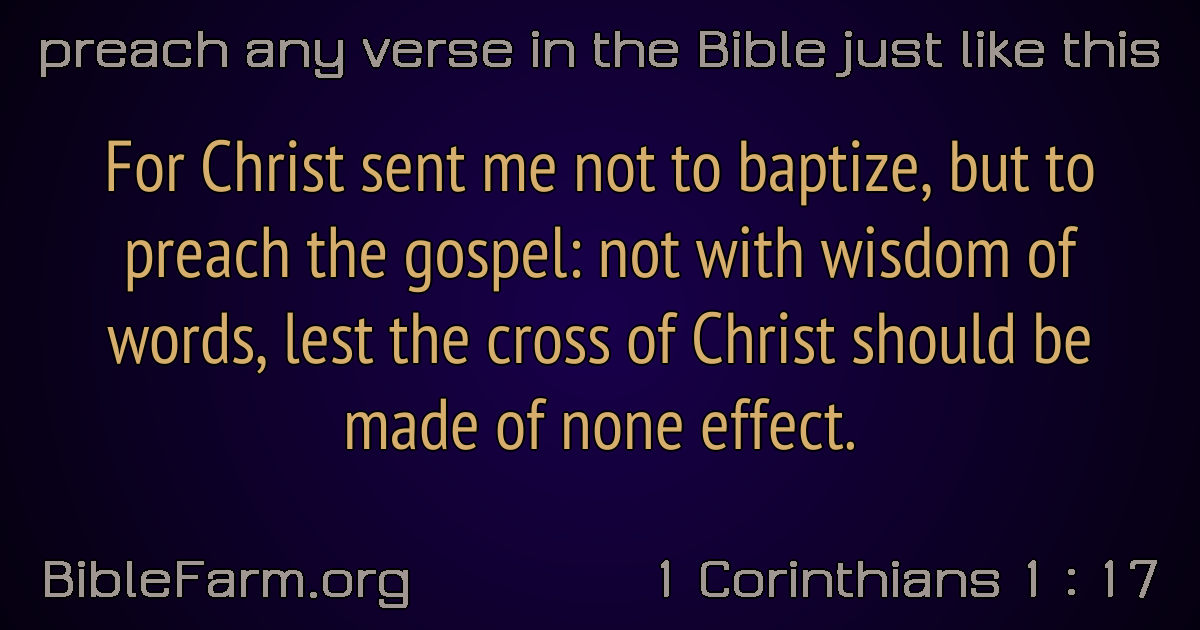 preach any verse in the Bible just like this
For Christ sent me not to baptize, but to
preach the gospel: not with wisdom of
words, lest the cross of Christ should be
made of none effect.
BibleFarm.org
1 Corinthians 1 : 17